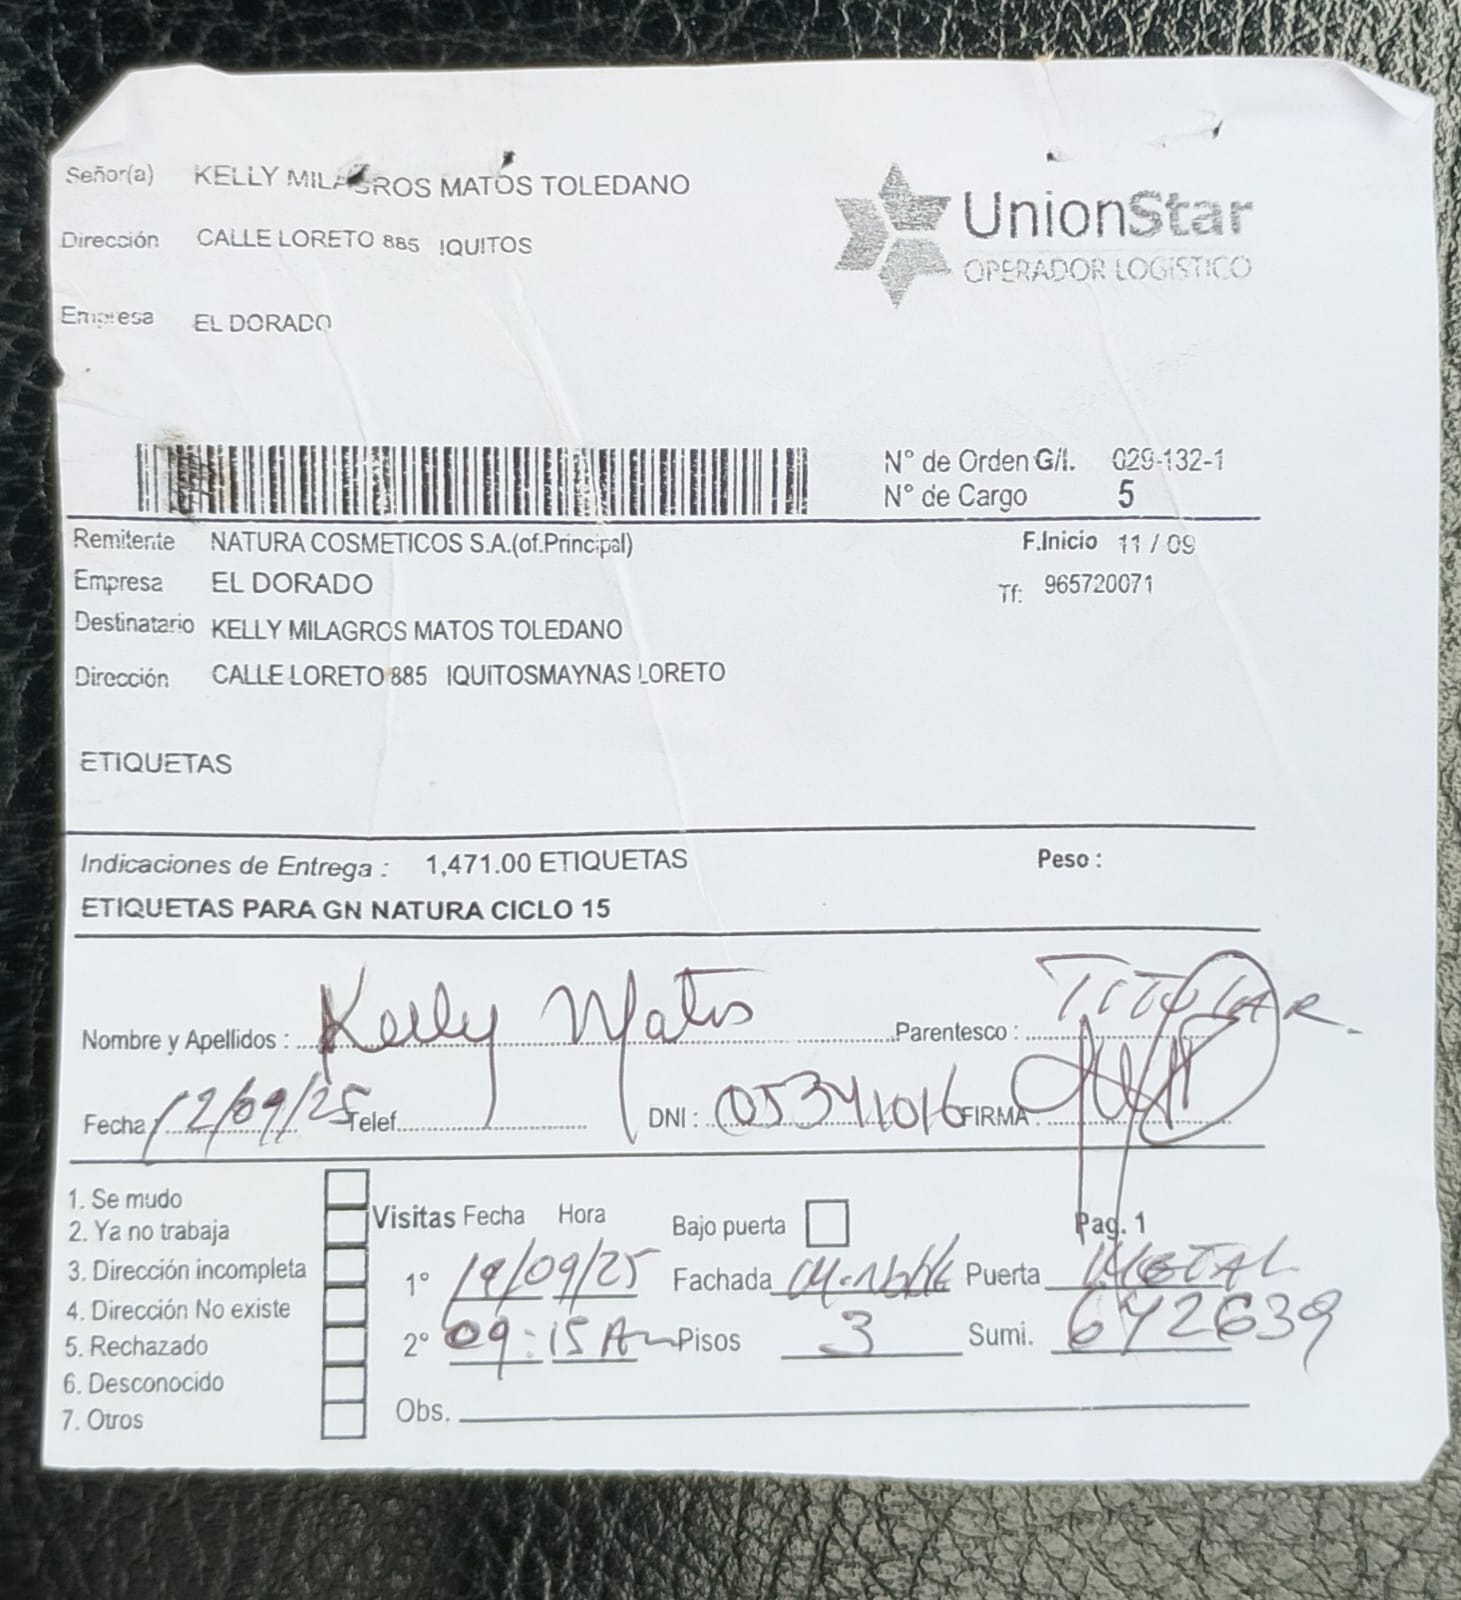 Señor(a) KELLY MILAGROS MATOS TOLEDANO
Dirección CALLE LORETO 885 IQUITOS
UnionStar
OPERADOR LOGíSTICO
Empresa EL DORADO
N° de Orden G/I. 029-132-1
N° de Cargo 5
Remitente NATURA COSMETICOS S.A.(of.Principal) F.Inicio 11 / 09
Empresa EL DORADO Tf: 965720071
Destinatario KELLY MILAGROS MATOS TOLEDANO
Dirección CALLE LORETO 885 IQUITOSMAYNAS LORETO
ETIQUETAS
Indicaciones de Entrega : 1,471.00 ETIQUETAS Peso :
ETIQUETAS PARA GN NATURA CICLO 15
Nombre y Apellidos : Kelly Matos Parentesco : TITULAR
Fecha 12/09/25 Telef. DNI : 05341016 FIRMA :
1. Se mudo
2. Ya no trabaja
3. Dirección incompleta
4. Dirección No existe
5. Rechazado
6. Desconocido
7. Otros
Visitas Fecha Hora Bajo puerta Pag. 1
1° /09/25 Fachada Puerta METAL
2° 09:15 Am Pisos 3 Sumi. 672639
Obs.